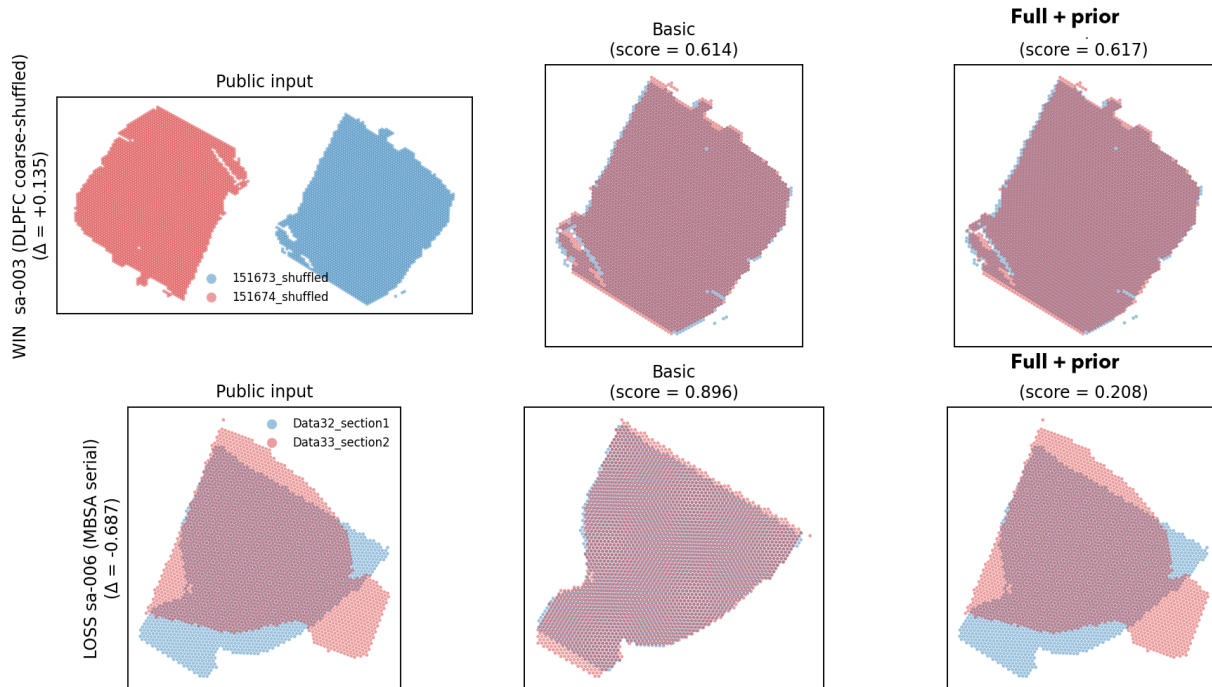 Full + prior
Basic
(score = 0.614)
(score = 0.617)
Public input
WIN sa-003 (DLPFC coarse-shuffled)
(Δ = +0.135)
151673_shuffled
151674_shuffled
Full + prior
Basic
(score = 0.896)
(score = 0.208)
Public input
LOSS sa-006 (MBSA serial)
(Δ = -0.687)
Data32_section1
Data33_section2